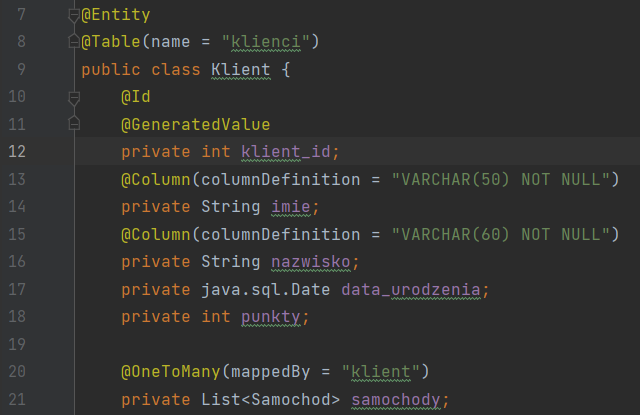 7 @Entity
8 @Table(name = "klienci")
9 public class Klient {
10 @Id
11 @GeneratedValue
12 private int klient_id;
13 @Column(columnDefinition = "VARCHAR(50) NOT NULL")
14 private String imie;
15 @Column(columnDefinition = "VARCHAR(60) NOT NULL")
16 private String nazwisko;
17 private java.sql.Date data_urodzenia;
18 private int punkty;
19
20 @OneToMany(mappedBy = "klient")
21 private List<Samochod> samochody;